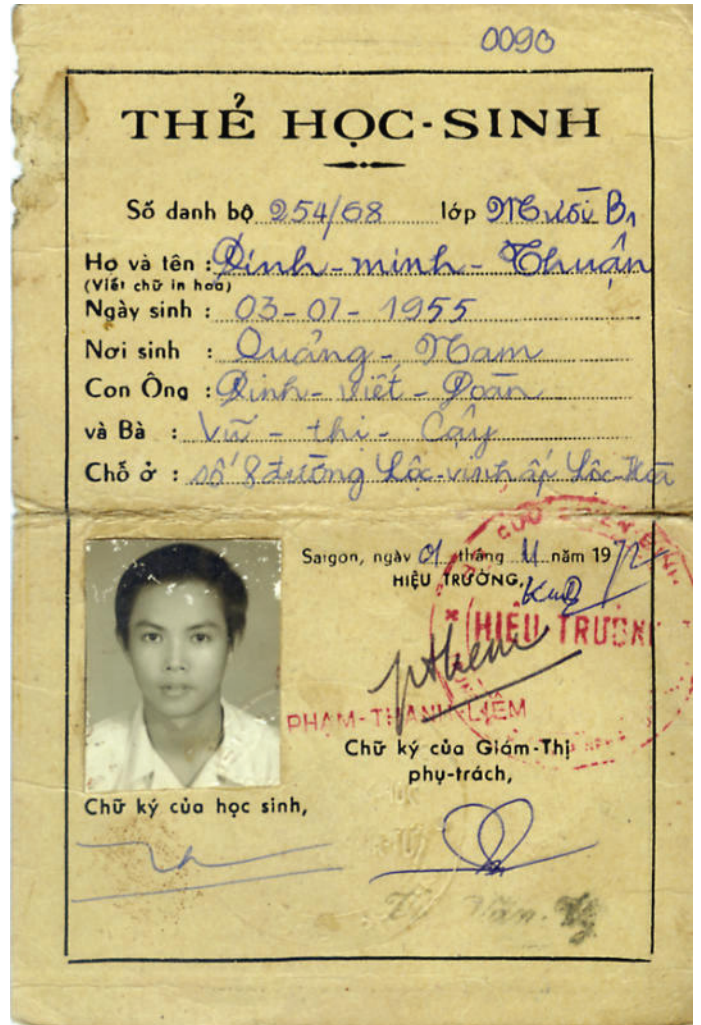 0090
THẺ HỌC-SINH
Số danh bộ 254/68 lớp Mười B1
Họ và tên : Đinh - minh - Thuận
(Viết chữ in hoa)
Ngày sinh : 03 - 07 - 1955
Nơi sinh : Quảng - Nam
Con Ông : Đinh - viết - Đoàn
và Bà : Vũ - thị - Cậy
Chỗ ở : số 8 đường Lộc-vinh ấp Lộc-Hoà
Saigon, ngày 01 tháng 11 năm 1972
HIỆU TRƯỞNG,
HIỆU TRƯỞNG
PHẠM-THANH-LIÊM
Chữ ký của Giám-Thị
phụ-trách,
Chữ ký của học sinh,